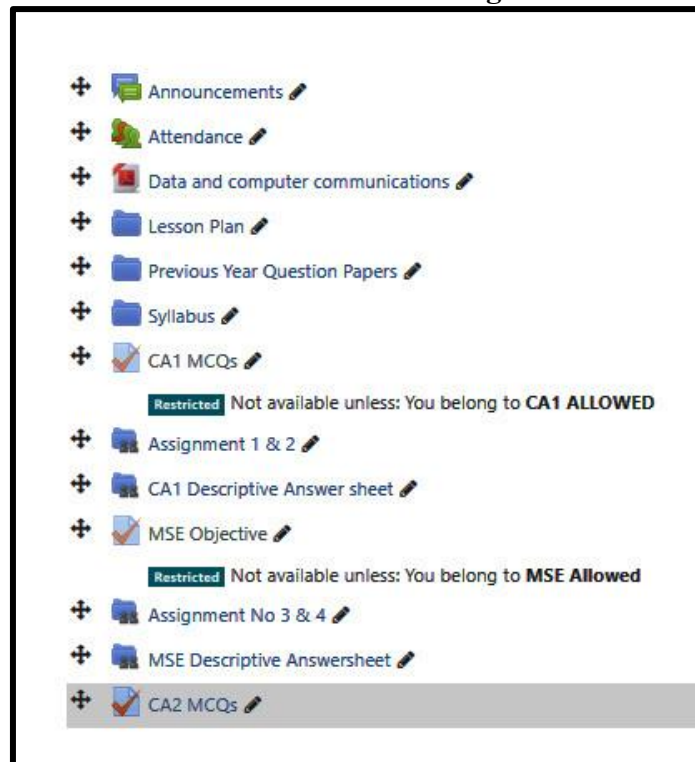 Announcements
Attendance
Data and computer communications
Lesson Plan
Previous Year Question Papers
Syllabus
CA1 MCQs
Restricted Not available unless: You belong to CA1 ALLOWED
Assignment 1 & 2
CA1 Descriptive Answer sheet
MSE Objective
Restricted Not available unless: You belong to MSE Allowed
Assignment No 3 & 4
MSE Descriptive Answersheet
CA2 MCQs